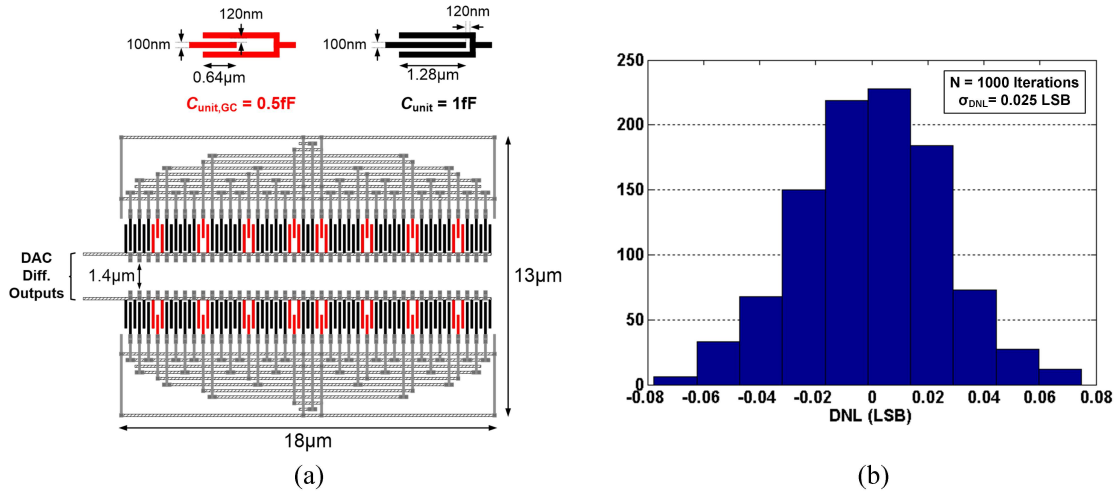 120nm
100nm
0.64μm
Cunit,GC = 0.5fF
120nm
100nm
1.28μm
Cunit = 1fF
DAC
Diff.
Outputs
1.4μm
13μm
18μm
(a)
250
200
150
100
50
0
N = 1000 Iterations
σDNL= 0.025 LSB
-0.08
-0.06
-0.04
-0.02
0
0.02
0.04
0.06
0.08
DNL (LSB)
(b)